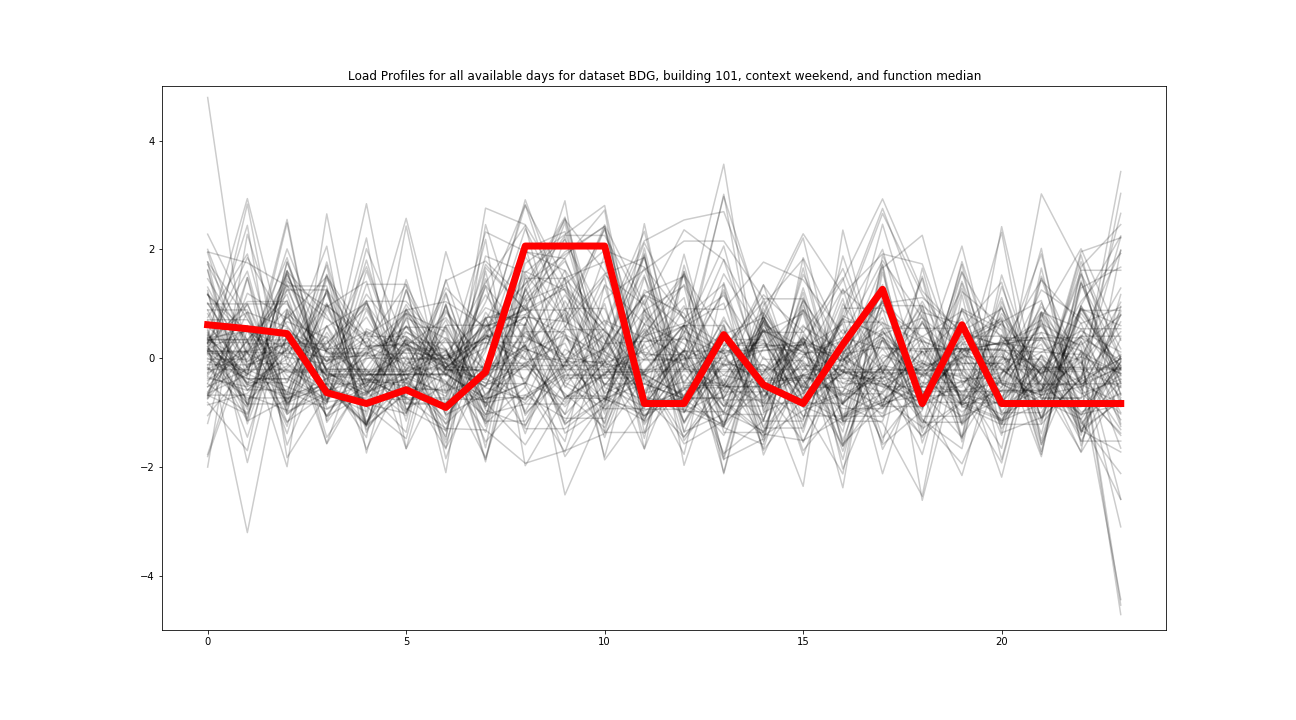 Load Profiles for all available days for dataset BDG, building 101, context weekend, and function median
4
2
0
−2
−4
0 5 10 15 20